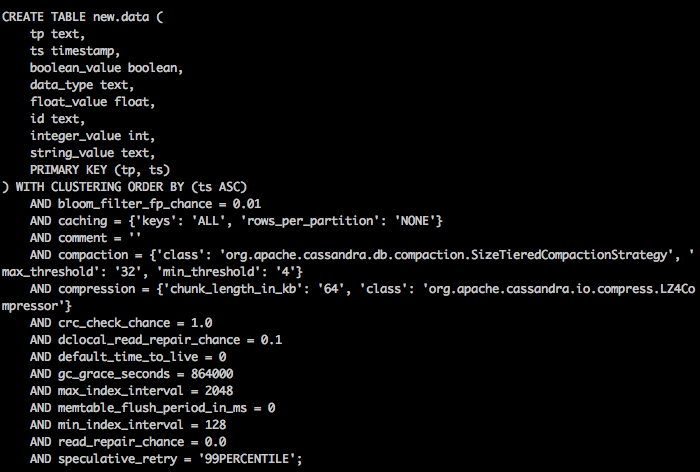 CREATE TABLE new.data (
    tp text,
    ts timestamp,
    boolean_value boolean,
    data_type text,
    float_value float,
    id text,
    integer_value int,
    string_value text,
    PRIMARY KEY (tp, ts)
) WITH CLUSTERING ORDER BY (ts ASC)
    AND bloom_filter_fp_chance = 0.01
    AND caching = {'keys': 'ALL', 'rows_per_partition': 'NONE'}
    AND comment = ''
    AND compaction = {'class': 'org.apache.cassandra.db.compaction.SizeTieredCompactionStrategy', '
max_threshold': '32', 'min_threshold': '4'}
    AND compression = {'chunk_length_in_kb': '64', 'class': 'org.apache.cassandra.io.compress.LZ4Co
mpressor'}
    AND crc_check_chance = 1.0
    AND dclocal_read_repair_chance = 0.1
    AND default_time_to_live = 0
    AND gc_grace_seconds = 864000
    AND max_index_interval = 2048
    AND memtable_flush_period_in_ms = 0
    AND min_index_interval = 128
    AND read_repair_chance = 0.0
    AND speculative_retry = '99PERCENTILE';